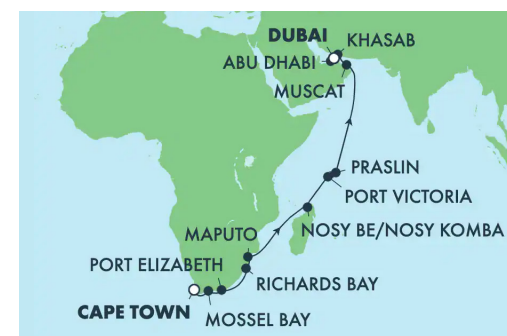 DUBAI
KHASAB
ABU DHABI
MUSCAT
PRASLIN
PORT VICTORIA
NOSY BE/NOSY KOMBA
MAPUTO
PORT ELIZABETH
RICHARDS BAY
CAPE TOWN
MOSSEL BAY